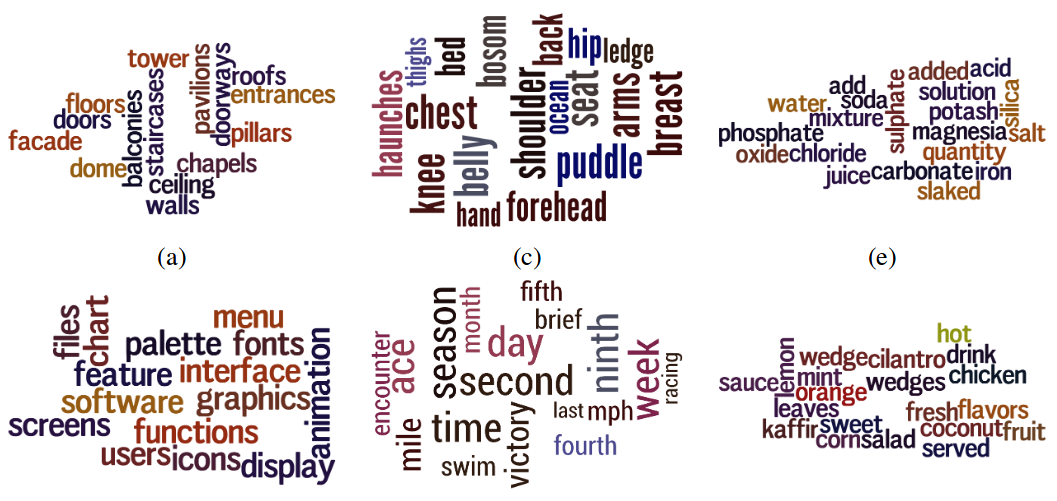 tower
pavilions
doorways
roofs
entrances
floors
doors
facade
balconies
staircases
pillars
dome
chapels
ceiling
walls
(a)
thighs
bed
bosom
back
hip
ledge
haunches
chest
shoulder
ocean
seat
arms
breast
knee
belly
puddle
hand
forehead
(c)
added
acid
add
solution
water
soda
sulphate
potash
silica
mixture
phosphate
magnesia
salt
oxide
chloride
quantity
juice
carbonate
iron
slaked
(e)
files
chart
menu
palette
fonts
feature
interface
animation
software
graphics
screens
functions
users
icons
display
season
month
fifth
brief
encounter
ace
day
ninth
week
racing
second
mile
time
victory
last
mph
swim
fourth
hot
lemon
wedge
cilantro
drink
sauce
mint
wedges
chicken
orange
leaves
fresh
flavors
kaffir
sweet
coconut
fruit
corn
salad
served